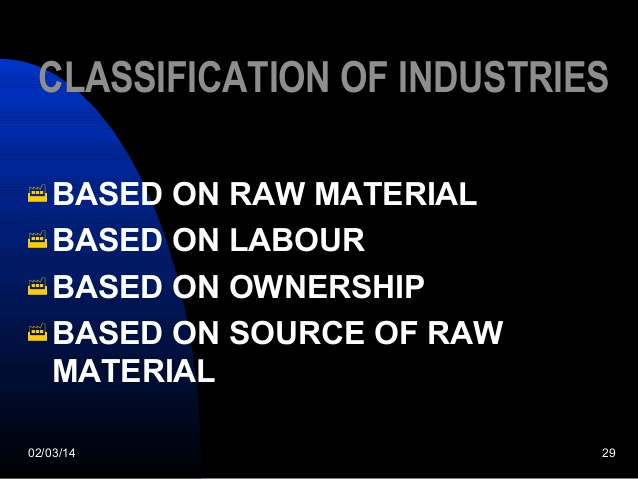 CLASSIFICATION OF INDUSTRIES
BASED ON RAW MATERIAL
BASED ON LABOUR
BASED ON OWNERSHIP
BASED ON SOURCE OF RAW
MATERIAL
02/03/14
29